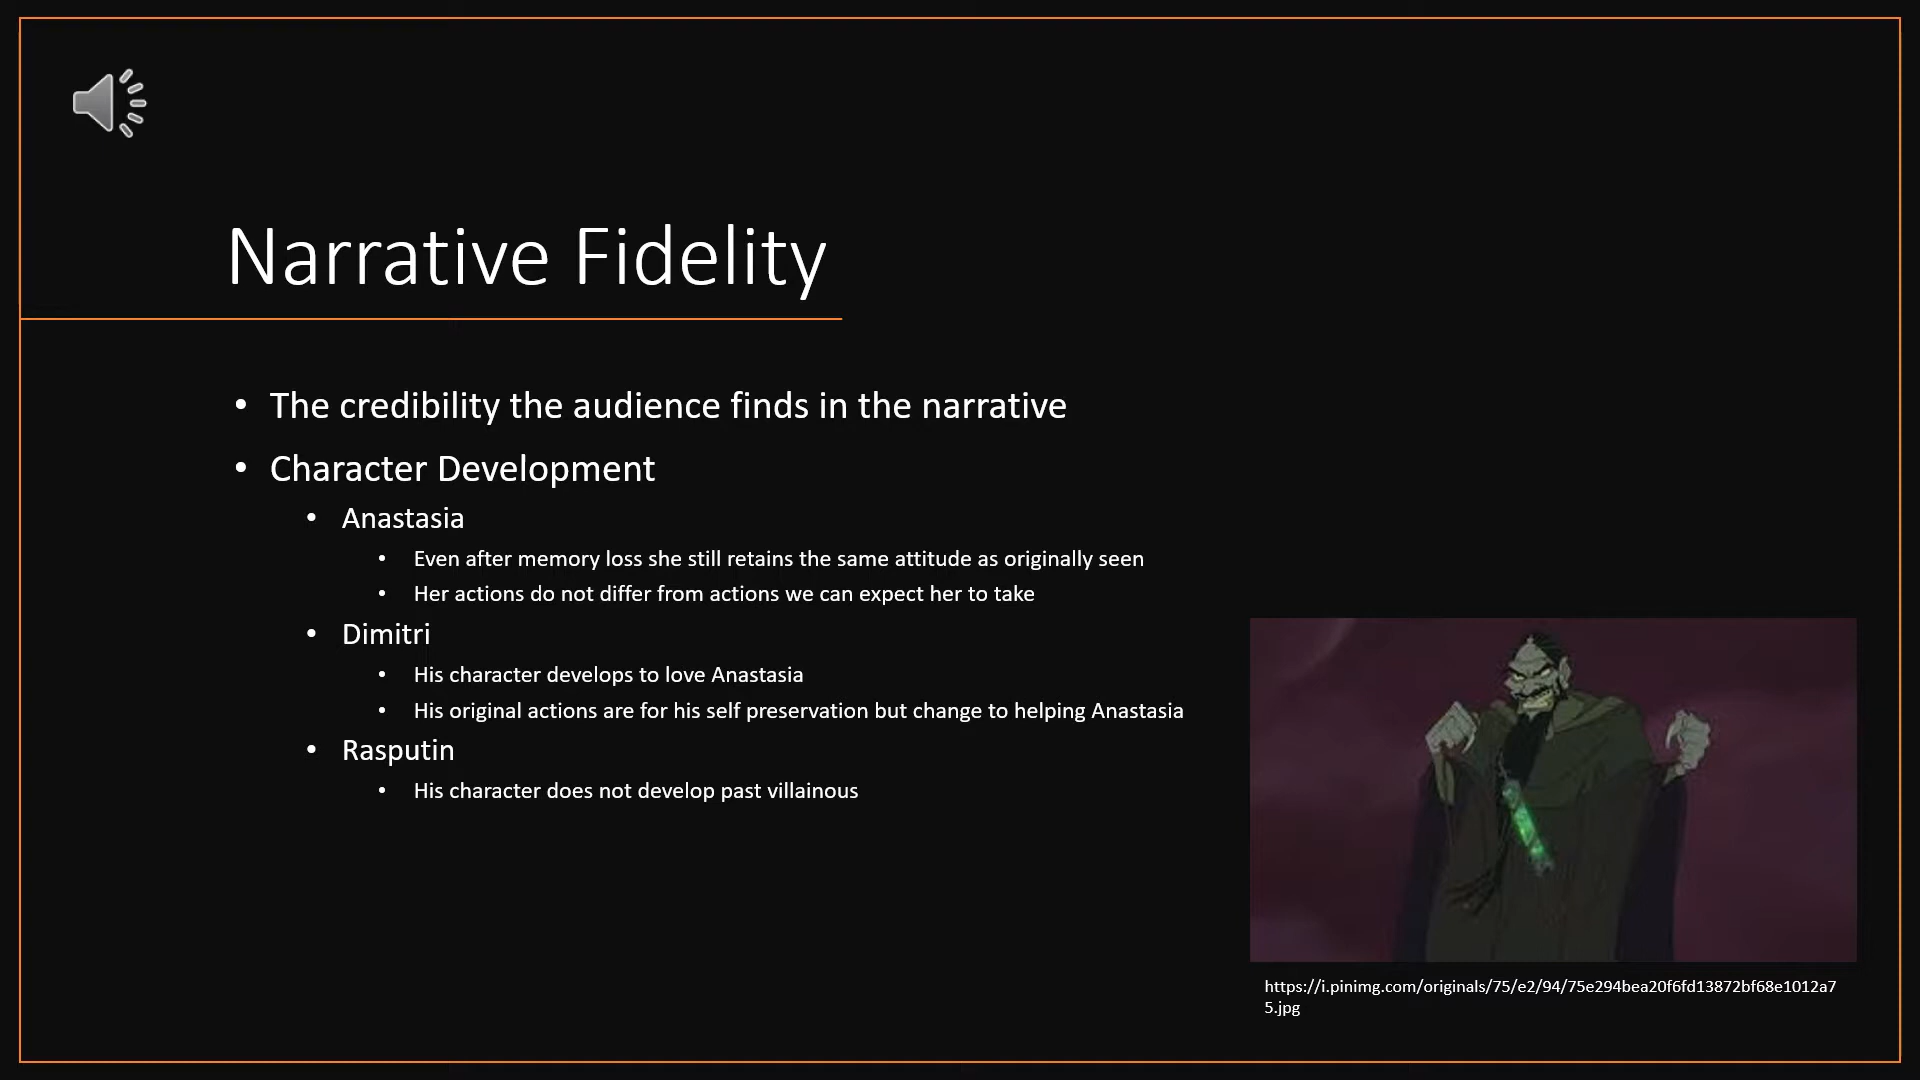 Narrative Fidelity
• The credibility the audience finds in the narrative
• Character Development
• Anastasia
• Even after memory loss she still retains the same attitude as originally seen
• Her actions do not differ from actions we can expect her to take
• Dimitri
• His character develops to love Anastasia
• His original actions are for his self preservation but change to helping Anastasia
• Rasputin
• His character does not develop past villainous
https://i.pinimg.com/originals/75/e2/94/75e294bea20f6fd13872bf68e1012a7
5.jpg